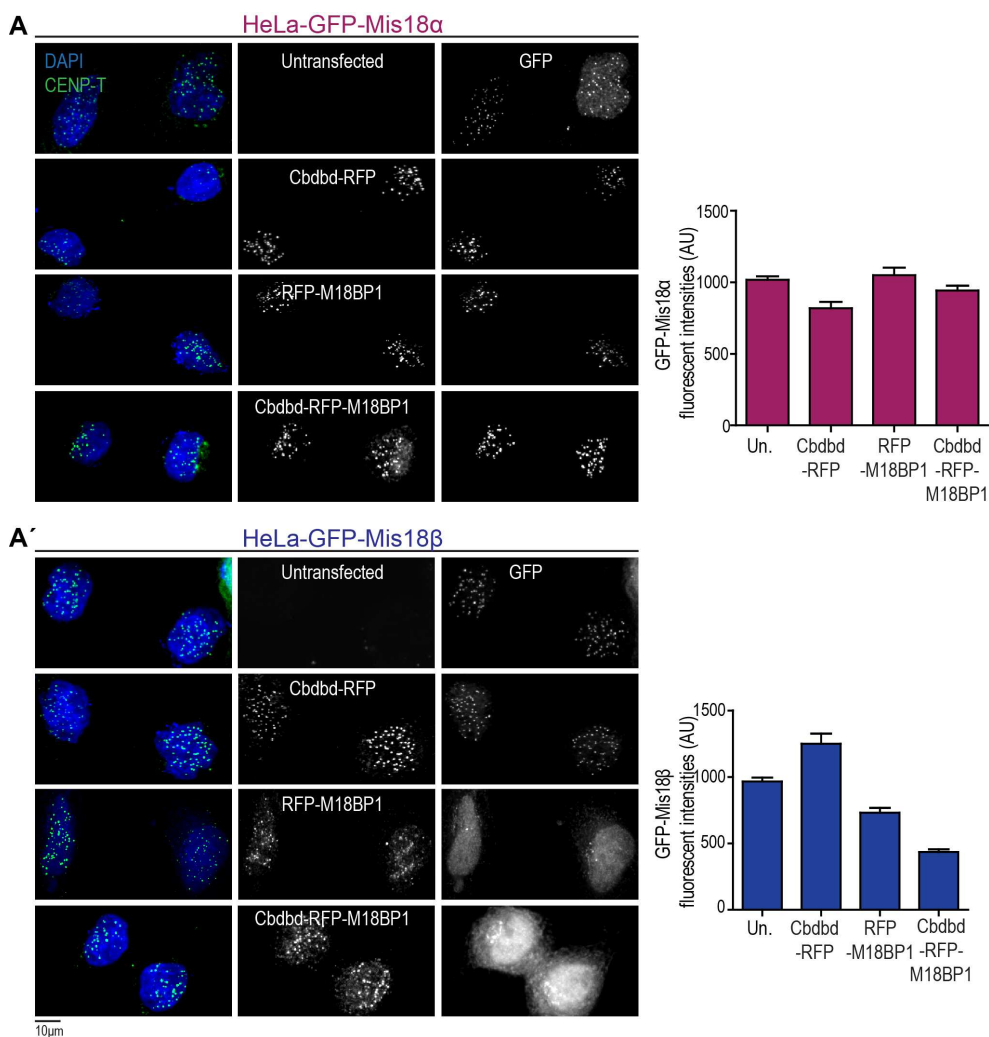 A
HeLa-GFP-Mis18α
DAPI
CENP-T
Untransfected
GFP
Cbdbd-RFP
RFP-M18BP1
Cbdbd-RFP-M18BP1
GFP-Mis18α
fluorescent intensities (AU)
1500
1000
500
0
Un.
Cbdbd
-RFP
RFP
-M18BP1
Cbdbd
-RFP-
M18BP1
A´
HeLa-GFP-Mis18β
Untransfected
GFP
Cbdbd-RFP
RFP-M18BP1
Cbdbd-RFP-M18BP1
10µm
GFP-Mis18β
fluorescent intensities (AU)
1500
1000
500
0
Un.
Cbdbd
-RFP
RFP
-M18BP1
Cbdbd
-RFP-
M18BP1